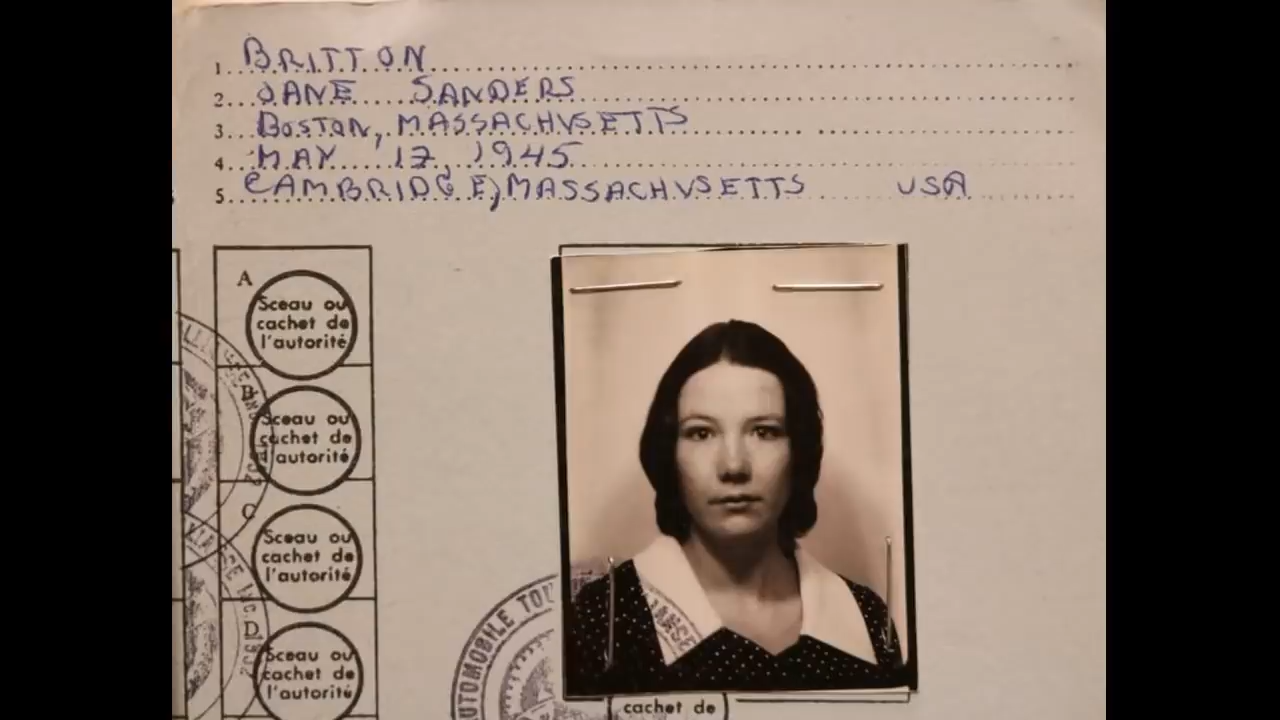 1. BRITTON
2. JANE SANDERS
3. BOSTON, MASSACHUSETTS
4. MAY 17, 1945
5. CAMBRIDGE, MASSACHUSETTS USA
A
Sceau ou
cachet de
l'autorité
B
Sceau ou
cachet de
l'autorité
C
Sceau ou
cachet de
l'autorité
D
Sceau ou
cachet de
l'autorité
AUTOMOBILE TOU
cachet de